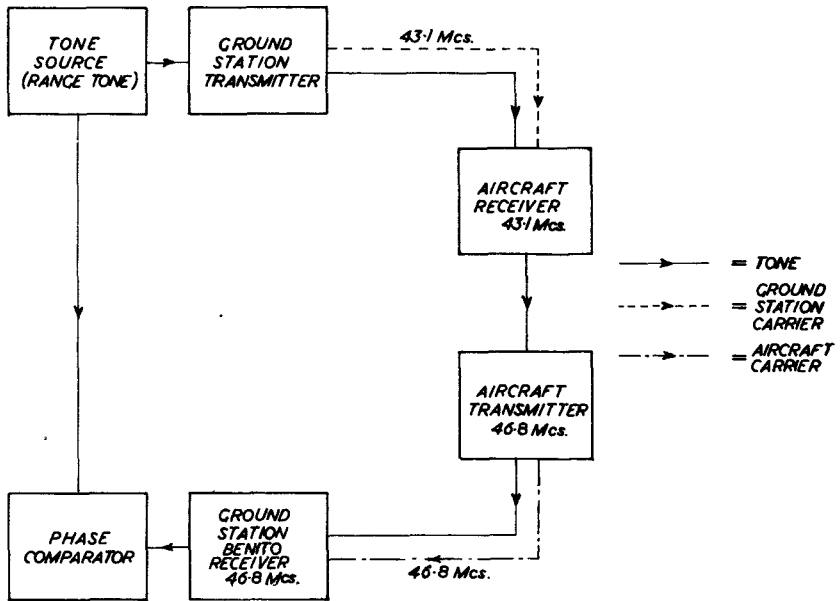 TONE
SOURCE
(RANGE TONE)
GROUND
STATION
TRANSMITTER
43·1 Mcs.
AIRCRAFT
RECEIVER
43·1 Mcs.
= TONE
= GROUND
STATION
CARRIER
= AIRCRAFT
CARRIER
AIRCRAFT
TRANSMITTER
46·8 Mcs.
PHASE
COMPARATOR
GROUND
STATION
BENITO
RECEIVER
46·8 Mcs.
46·8 Mcs.